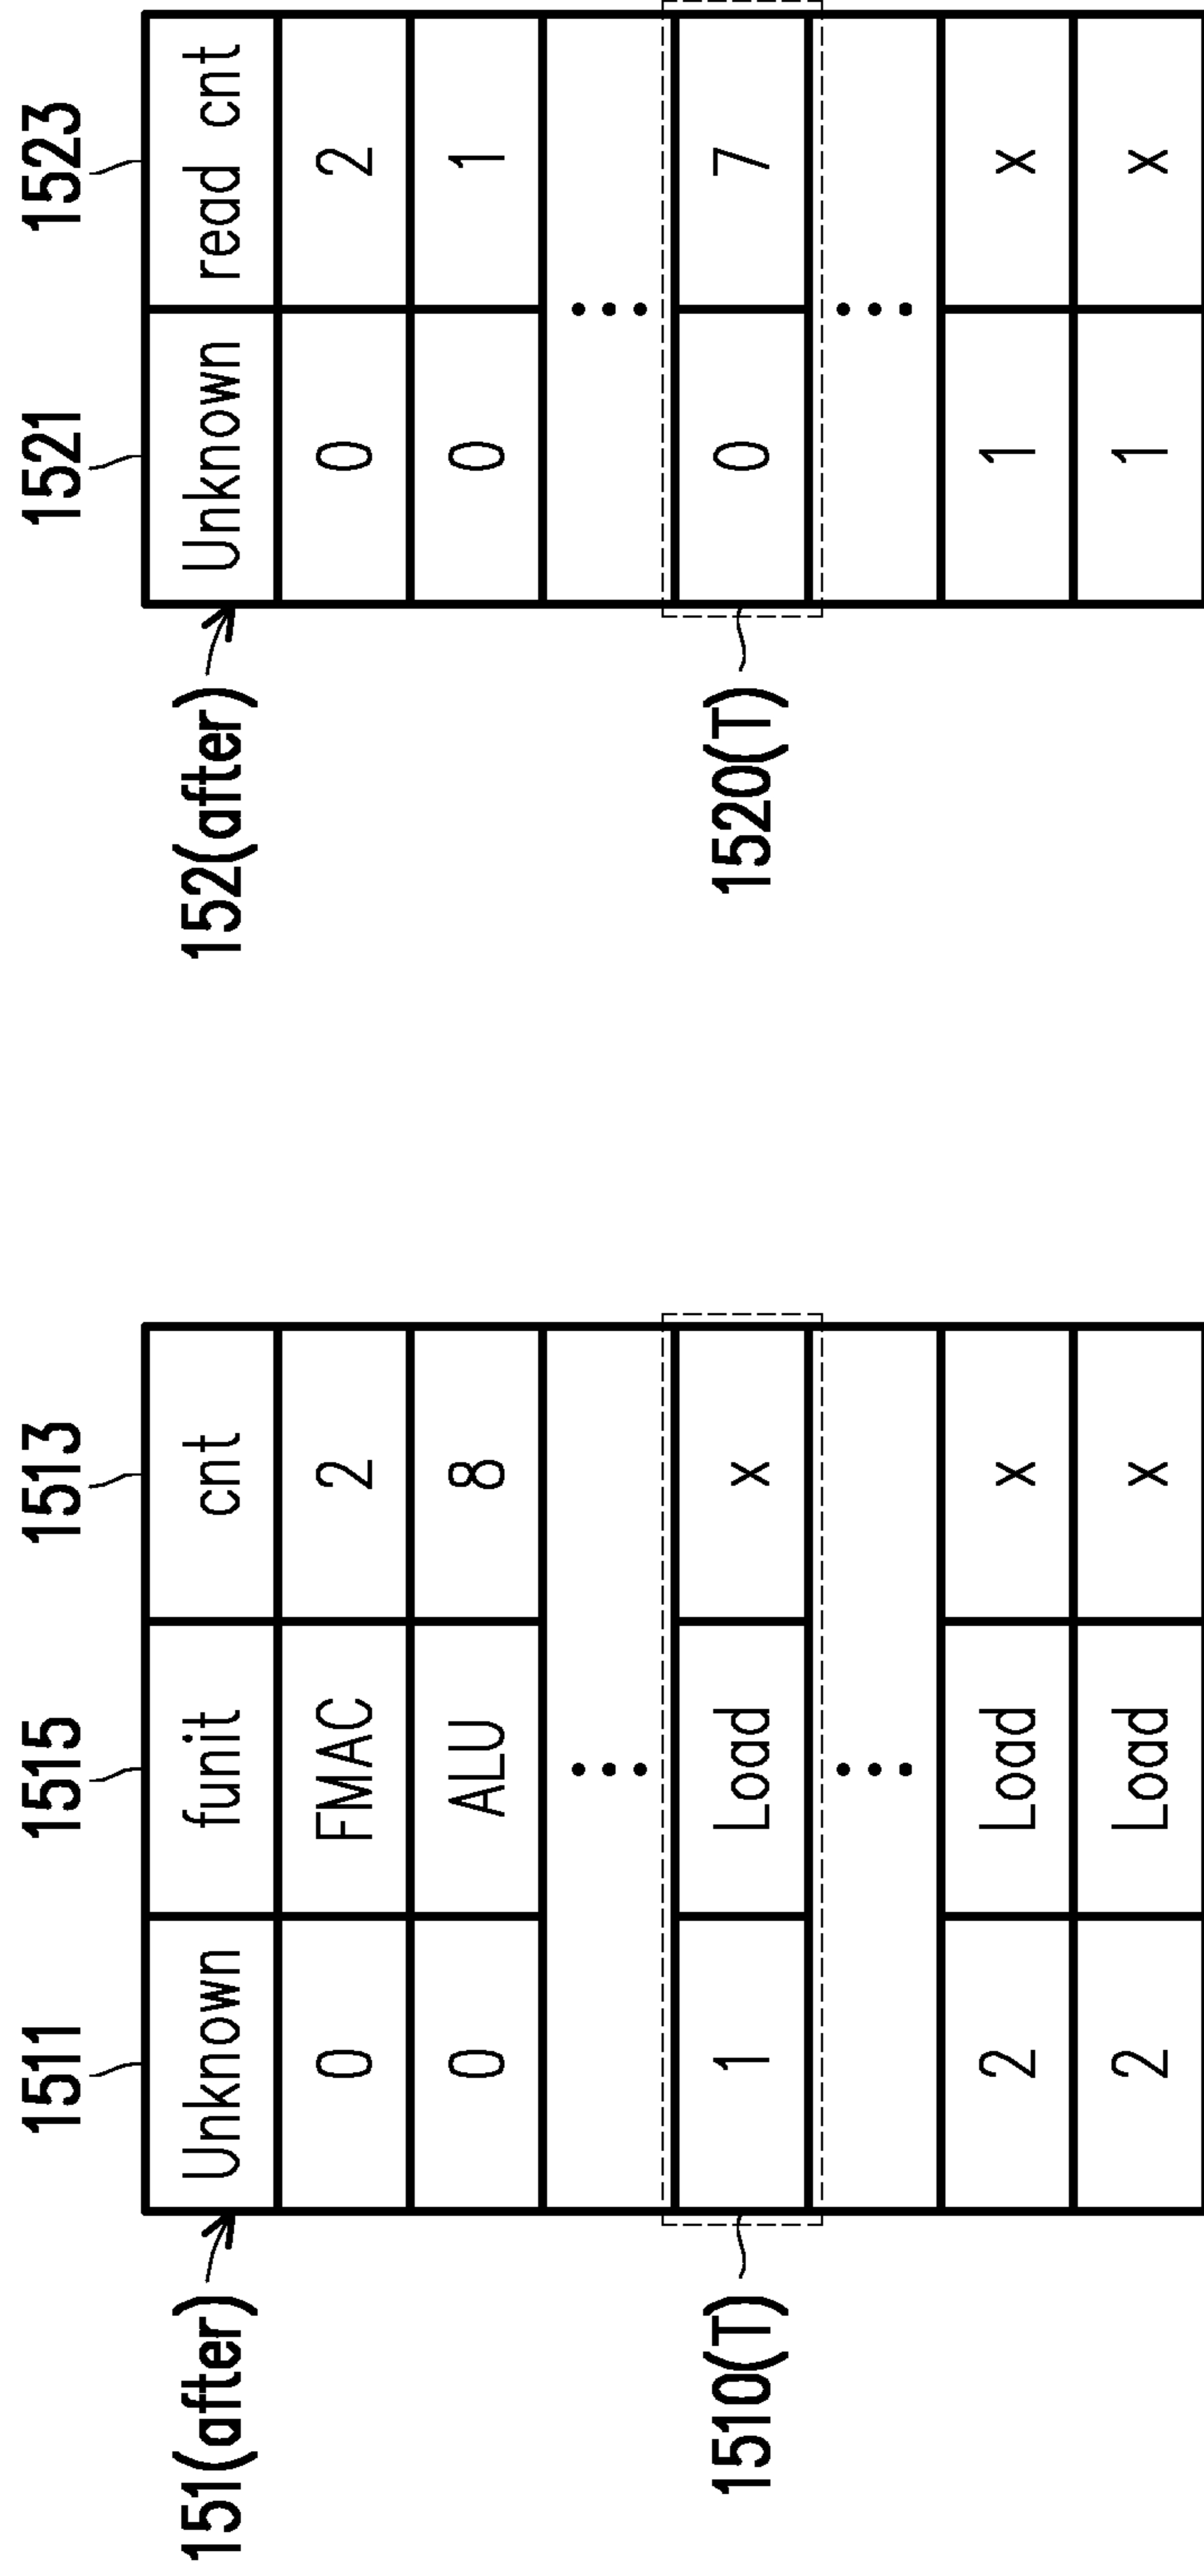 1511 1515 1513
151(after)
Unknown funit cnt
0 FMAC 2
0 ALU 8
...
1510(T)
1 Load x
...
2 Load x
2 Load x
1521 1523
152(after)
Unknown read cnt
0 2
0 1
...
1520(T)
0 7
...
1 x
1 x